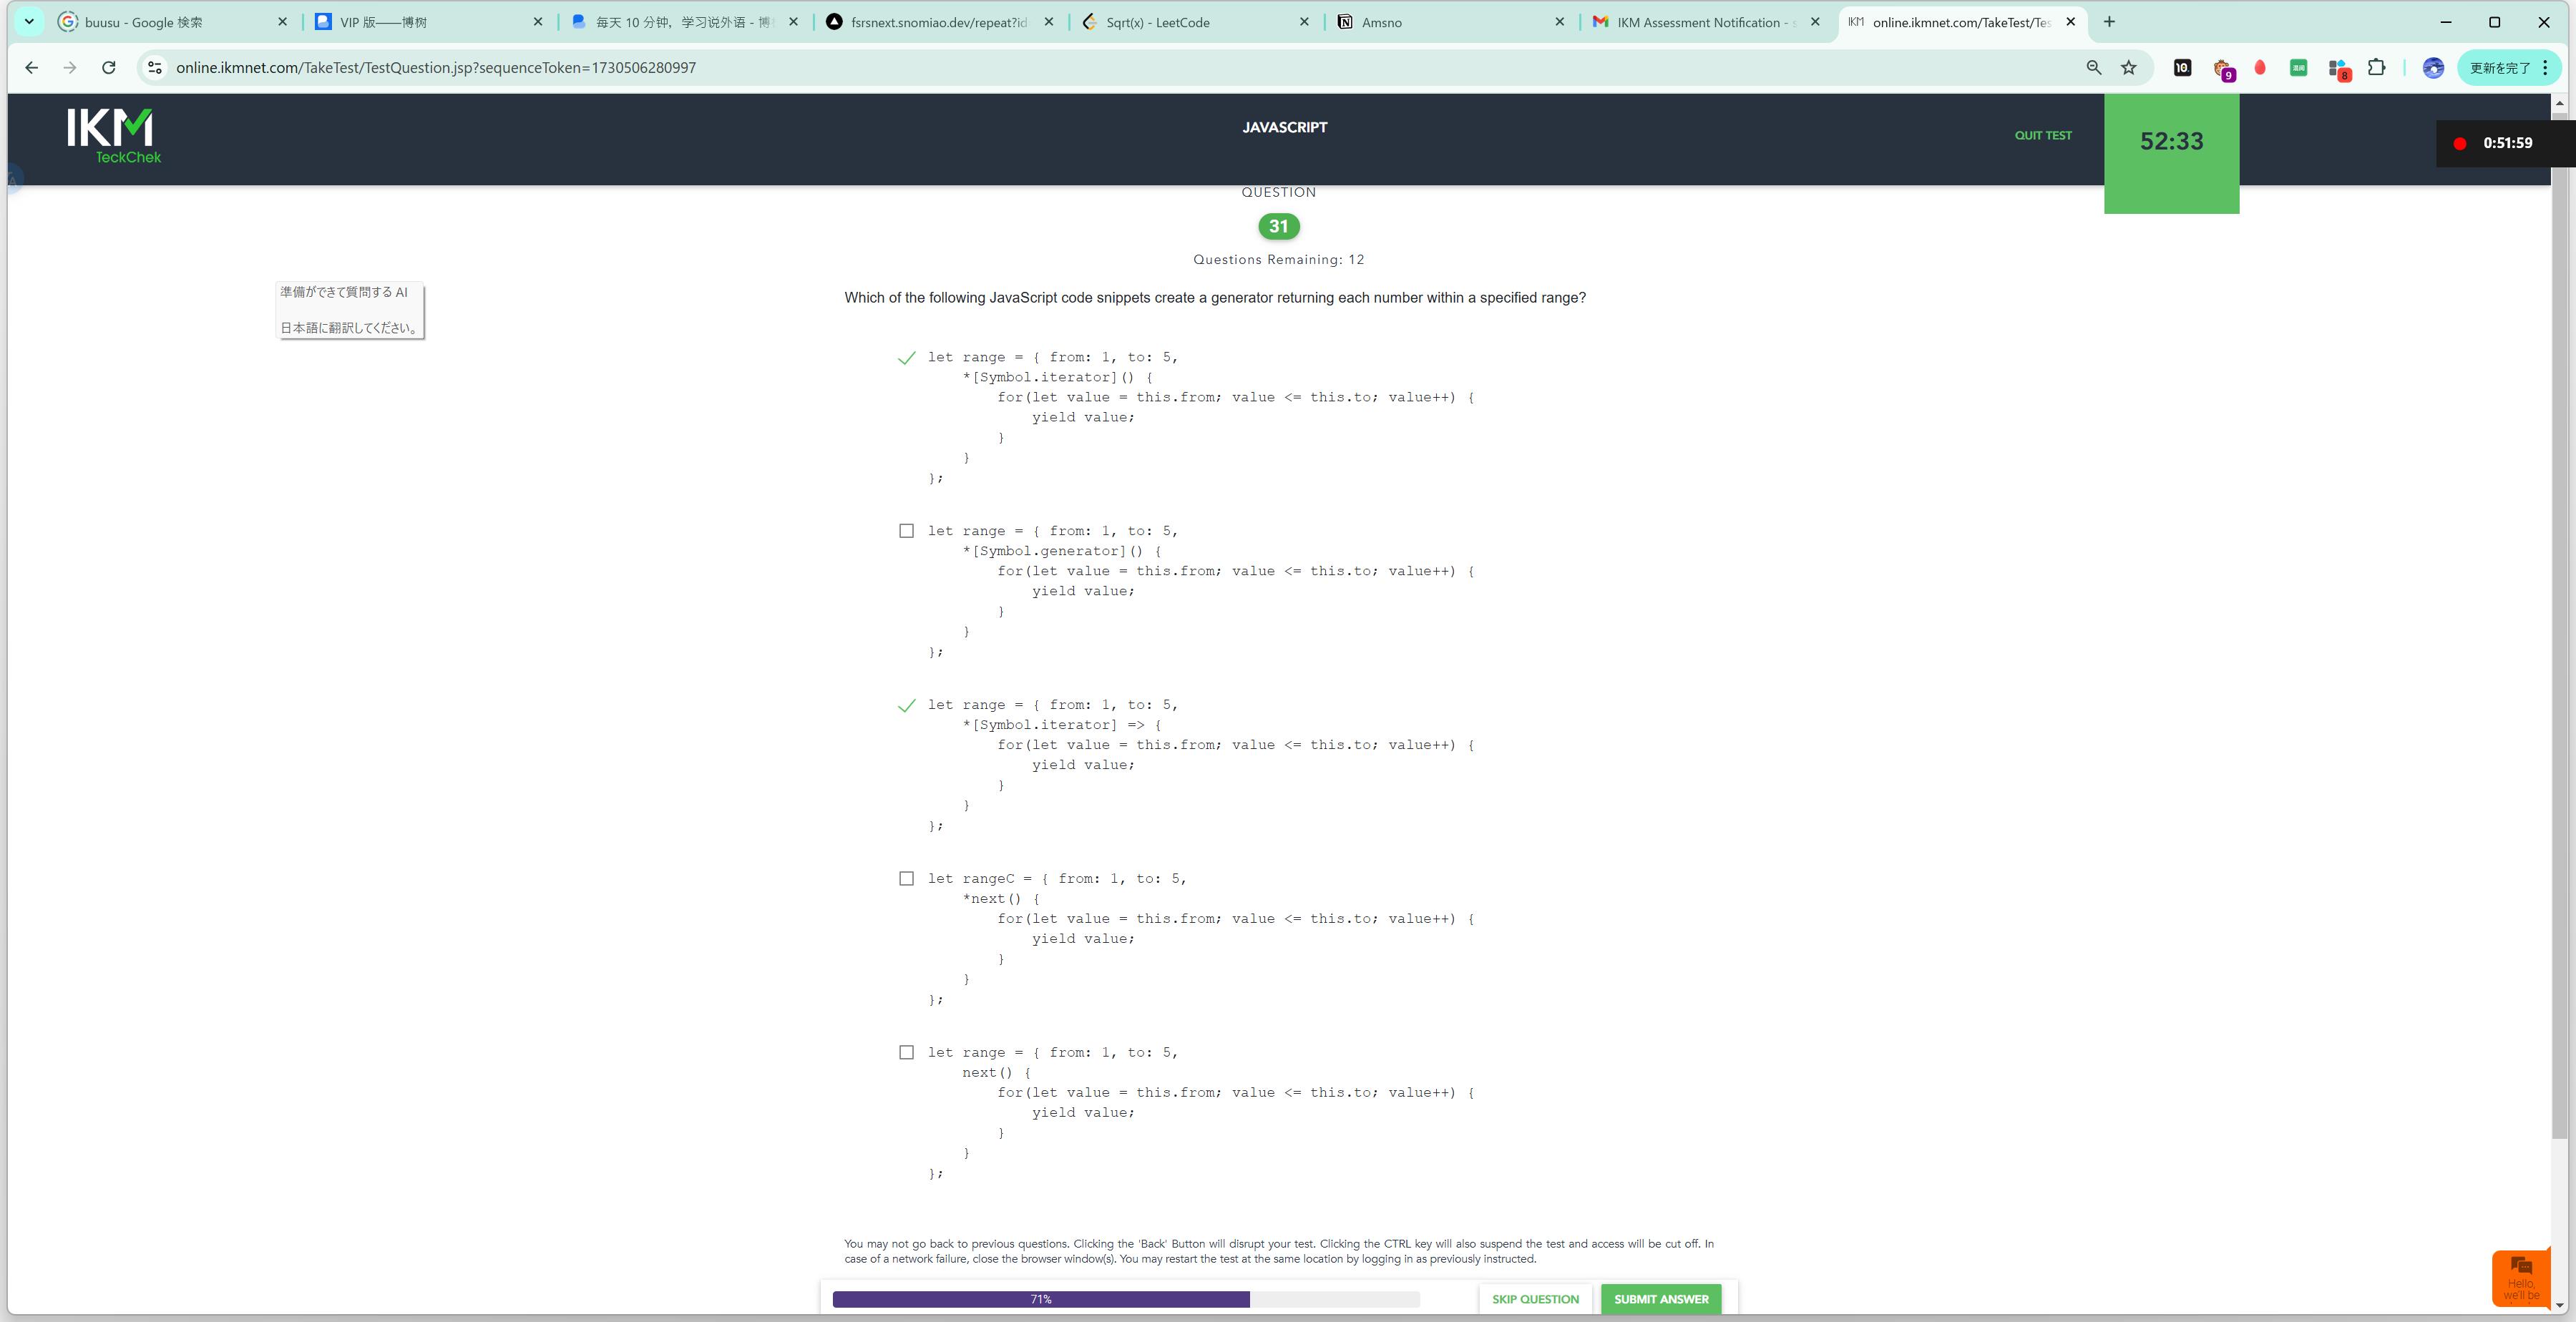 buusu - Google 検索
VIP 版——博树
每天 10 分钟，学习说外语 - 博
fsrsnext.snomiao.dev/repeat?id
Sqrt(x) - LeetCode
Amsno
IKM Assessment Notification - s
IKM online.ikmnet.com/TakeTest/Tes
online.ikmnet.com/TakeTest/TestQuestion.jsp?sequenceToken=1730506280997
10.
9
8
更新を完了
IKM
TeckChek
JAVASCRIPT
QUIT TEST
52:33
0:51:59
QUESTION
31
Questions Remaining: 12
準備ができて質問する AI
日本語に翻訳してください。
Which of the following JavaScript code snippets create a generator returning each number within a specified range?
let range = { from: 1, to: 5,
*[Symbol.iterator]() {
for(let value = this.from; value <= this.to; value++) {
yield value;
}
}
};
let range = { from: 1, to: 5,
*[Symbol.generator]() {
for(let value = this.from; value <= this.to; value++) {
yield value;
}
}
};
let range = { from: 1, to: 5,
*[Symbol.iterator] => {
for(let value = this.from; value <= this.to; value++) {
yield value;
}
}
};
let rangeC = { from: 1, to: 5,
*next() {
for(let value = this.from; value <= this.to; value++) {
yield value;
}
}
};
let range = { from: 1, to: 5,
next() {
for(let value = this.from; value <= this.to; value++) {
yield value;
}
}
};
You may not go back to previous questions. Clicking the 'Back' Button will disrupt your test. Clicking the CTRL key will also suspend the test and access will be cut off. In
case of a network failure, close the browser window(s). You may restart the test at the same location by logging in as previously instructed.
71%
SKIP QUESTION
SUBMIT ANSWER
Hello,
we'll be